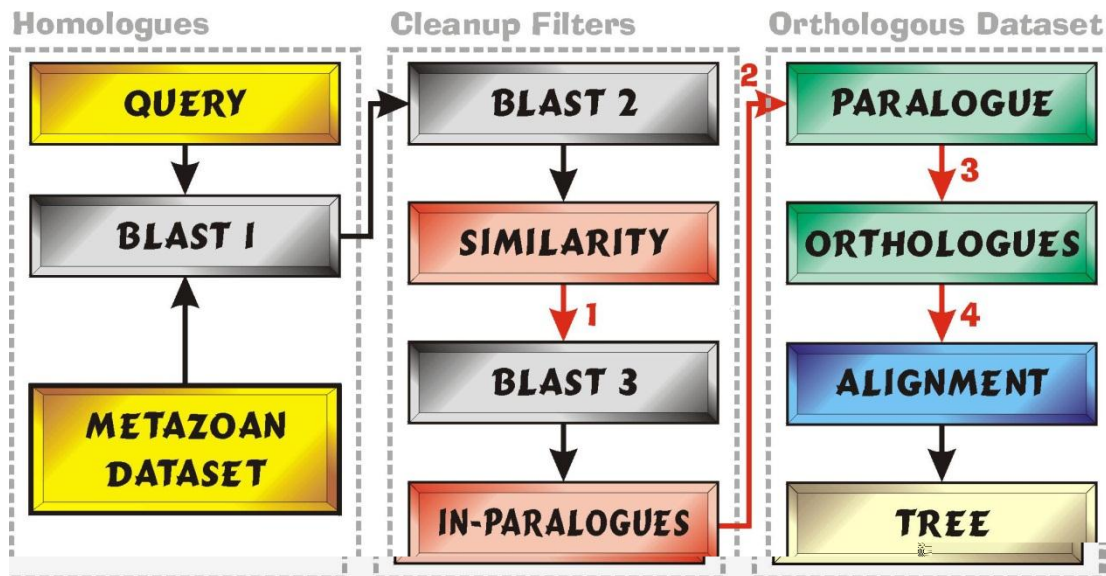 Homologues
QUERY
BLAST 1
METAZOAN
DATASET
Cleanup Filters
BLAST 2
SIMILARITY
1
BLAST 3
IN-PARALOGUES
2
Orthologous Dataset
PARALOGUE
3
ORTHOLOGUES
4
ALIGNMENT
TREE